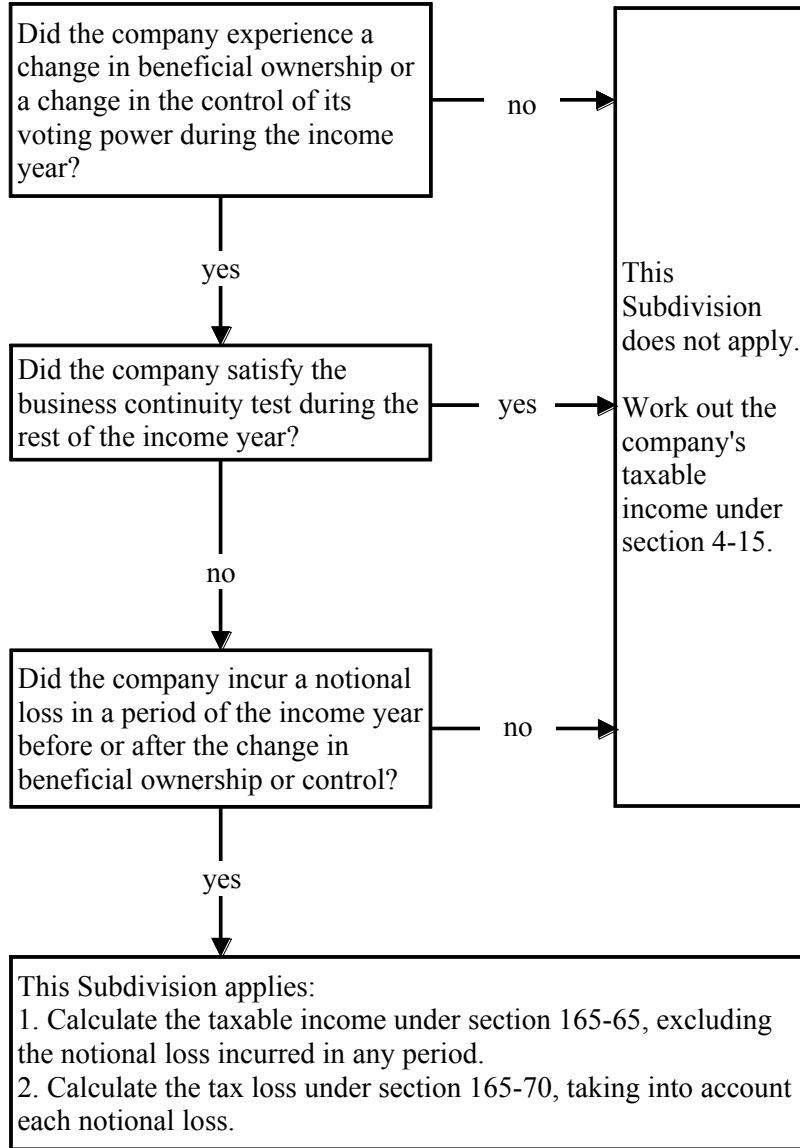 Did the company experience a
change in beneficial ownership or
a change in the control of its
voting power during the income
year?
no
yes
This
Subdivision
does not apply.
Work out the
company's
taxable
income under
section 4-15.
Did the company satisfy the
business continuity test during the
rest of the income year?
yes
no
Did the company incur a notional
loss in a period of the income year
before or after the change in
beneficial ownership or control?
no
yes
This Subdivision applies:
1. Calculate the taxable income under section 165-65, excluding
the notional loss incurred in any period.
2. Calculate the tax loss under section 165-70, taking into account
each notional loss.